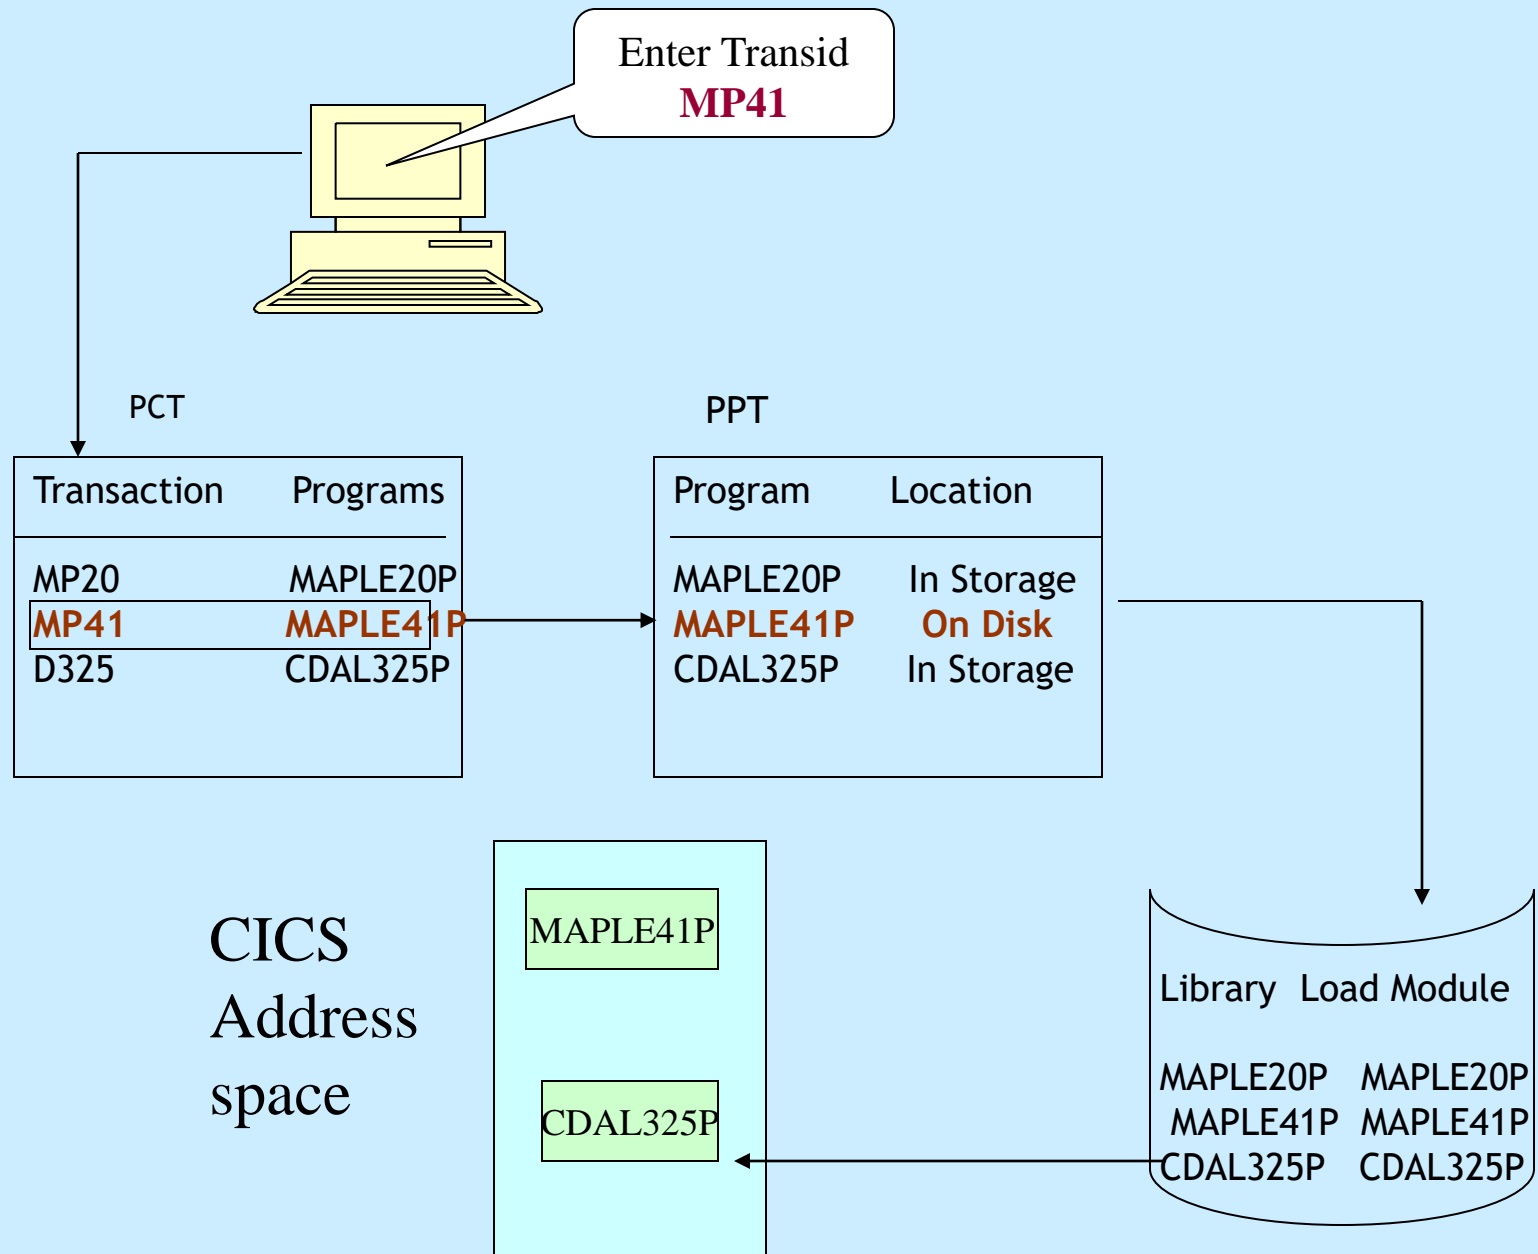 Enter Transid
MP41
PCT
Transaction Programs
MP20 MAPLE20P
MP41 MAPLE41P
D325 CDAL325P
PPT
Program Location
MAPLE20P In Storage
MAPLE41P On Disk
CDAL325P In Storage
CICS
Address
space
MAPLE41P
CDAL325P
Library Load Module
MAPLE20P MAPLE20P
MAPLE41P MAPLE41P
CDAL325P CDAL325P